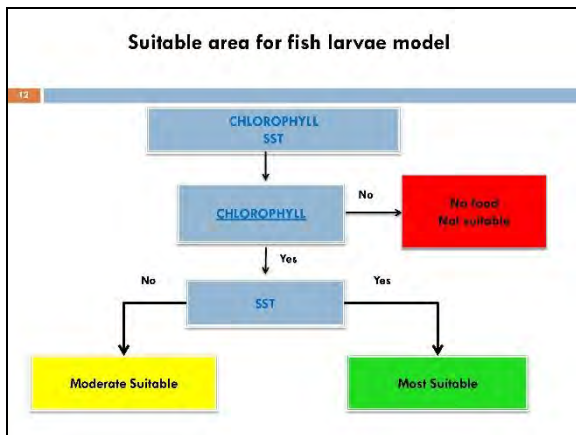 Suitable area for fish larvae model
12
CHLOROPHYLL
SST
CHLOROPHYLL
No
No food
Not suitable
Yes
No
SST
Yes
Moderate Suitable
Most Suitable